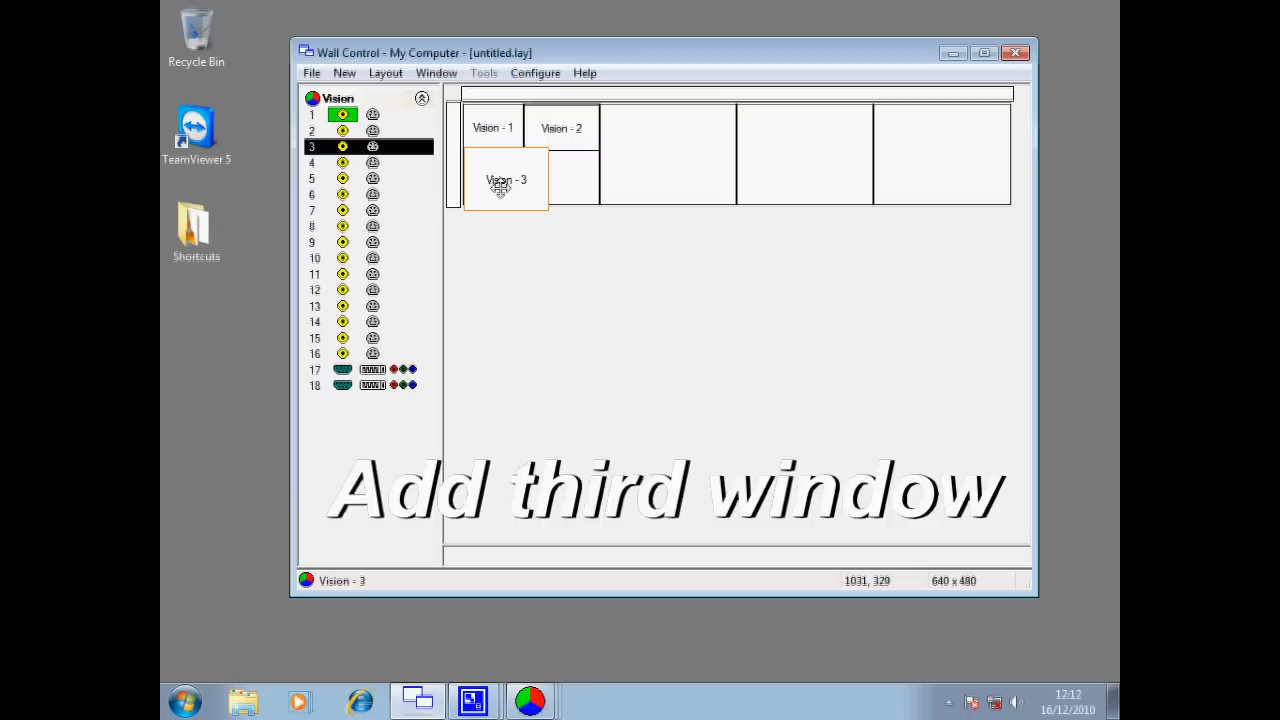 Recycle Bin
TeamViewer 5
Shortcuts
Wall Control - My Computer - [untitled.lay]
File New Layout Window Tools Configure Help
Vision
1
2
3
4
5
6
7
8
9
10
11
12
13
14
15
16
17
18
Vision - 1
Vision - 2
Vision - 3
Add third window
Vision - 3
1031, 329
640 x 480
12:12
16/12/2010